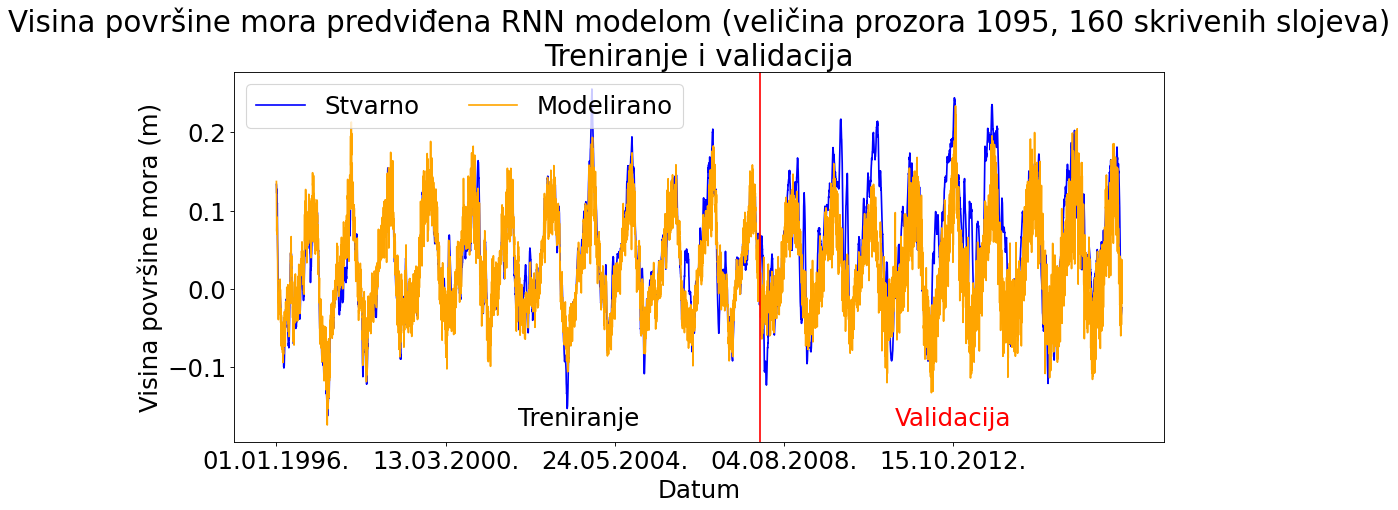 Visina površine mora predviđena RNN modelom (veličina prozora 1095, 160 skrivenih slojeva)
Treniranje i validacija
Stvarno
Modelirano
Visina površine mora (m)
0.2
0.1
0.0
−0.1
Treniranje
Validacija
01.01.1996.
13.03.2000.
24.05.2004.
04.08.2008.
15.10.2012.
Datum